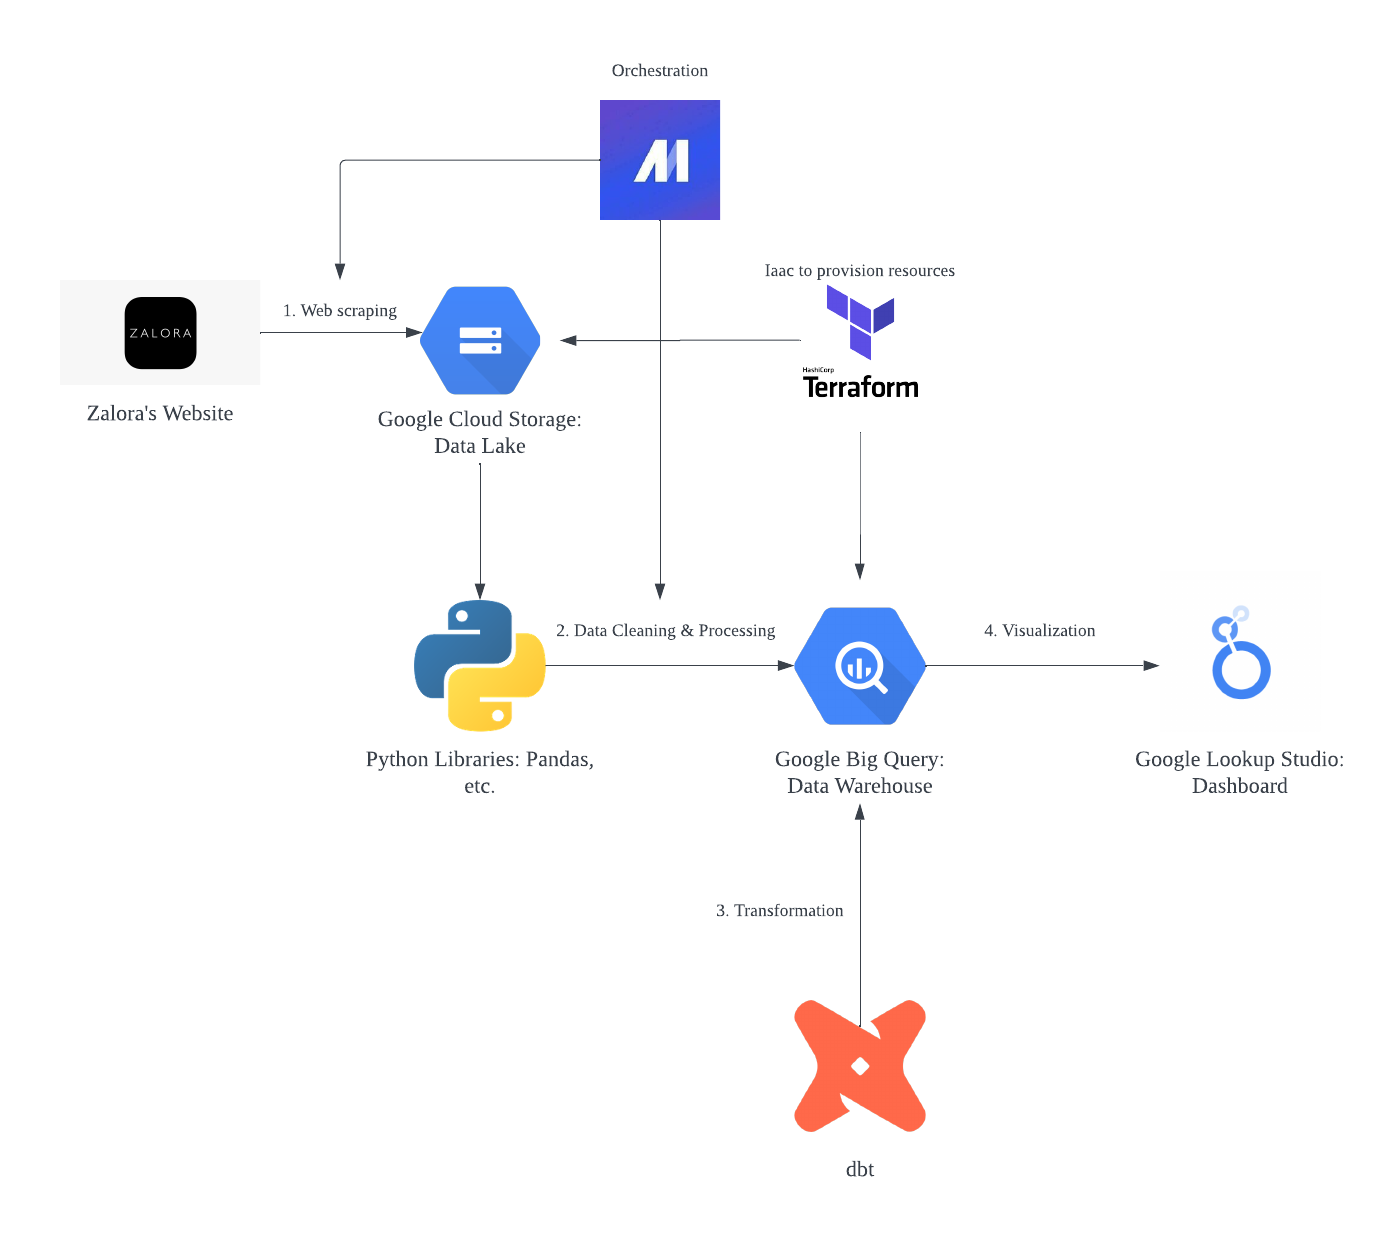 Orchestration
Iaac to provision resources
1. Web scraping
ZALORA
HashiCorp
Terraform
Zalora's Website
Google Cloud Storage:
Data Lake
2. Data Cleaning & Processing
4. Visualization
Python Libraries: Pandas,
etc.
Google Big Query:
Data Warehouse
Google Lookup Studio:
Dashboard
3. Transformation
dbt